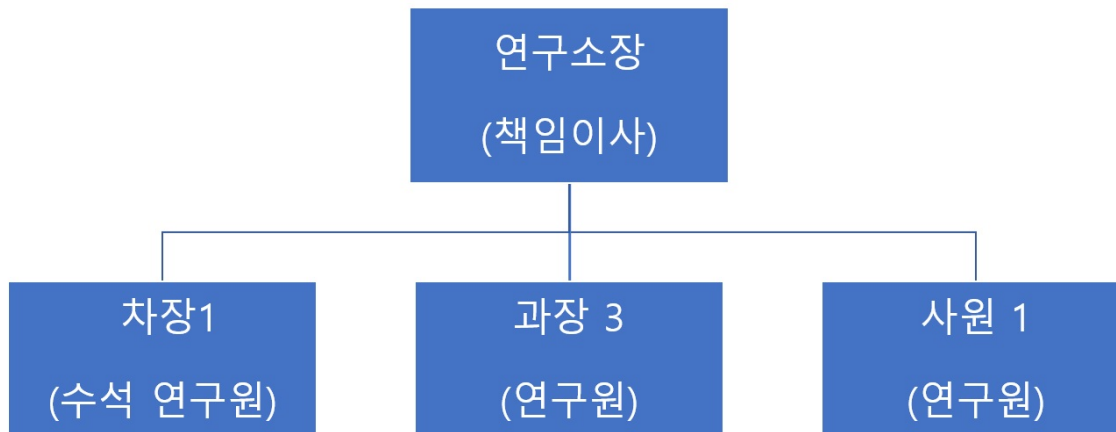 연구소장
(책임이사)
차장1
(수석 연구원)
과장 3
(연구원)
사원 1
(연구원)